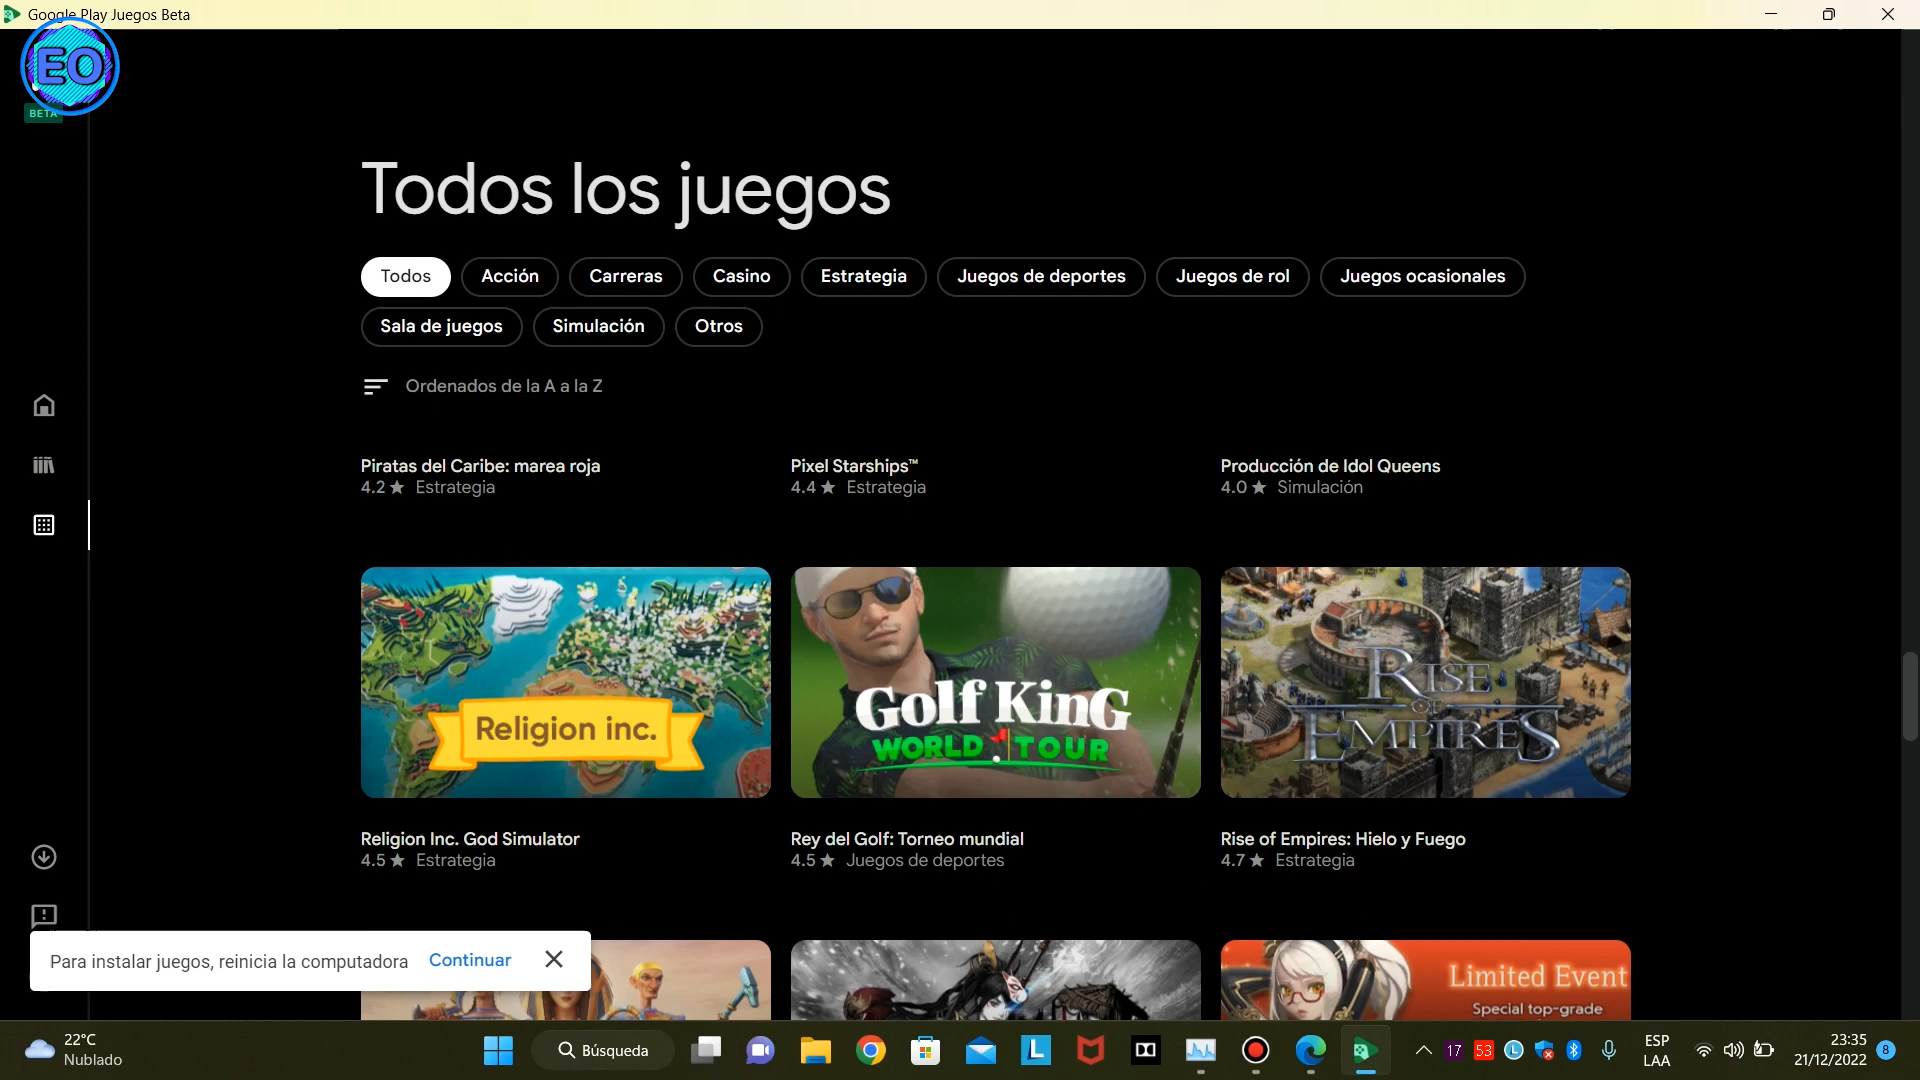 Google Play Juegos Beta
EO
BETA
Todos los juegos
Todos Acción Carreras Casino Estrategia Juegos de deportes Juegos de rol Juegos ocasionales
Sala de juegos Simulación Otros
Ordenados de la A a la Z
Piratas del Caribe: marea roja
4.2 ★ Estrategia
Pixel Starships™
4.4 ★ Estrategia
Producción de Idol Queens
4.0 ★ Simulación
Religion inc.
Golf King
WORLD TOUR
RISE
OF
EMPIRES
Religion Inc. God Simulator
4.5 ★ Estrategia
Rey del Golf: Torneo mundial
4.5 ★ Juegos de deportes
Rise of Empires: Hielo y Fuego
4.7 ★ Estrategia
Para instalar juegos, reinicia la computadora Continuar
Limited Event
Special top-grade
22°C
Nublado
Búsqueda
L
17
53
ESP
LAA
23:35
21/12/2022
8